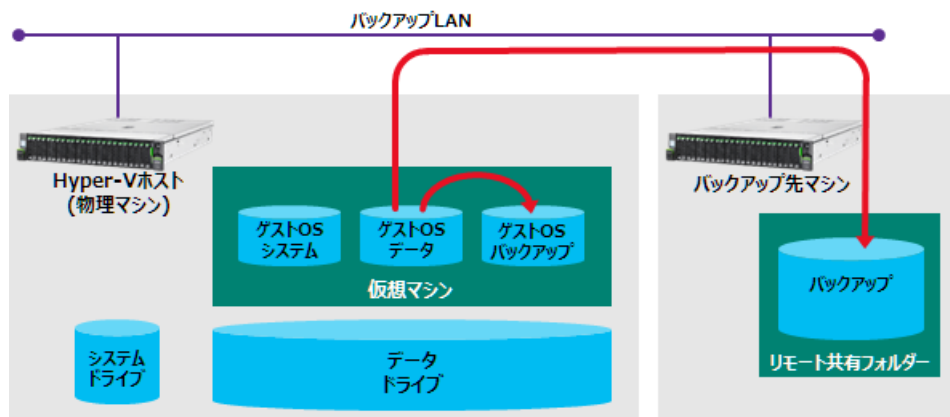 バックアップLAN
Hyper-Vホスト
(物理マシン)
ゲストOS
システム
ゲストOS
データ
ゲストOS
バックアップ
仮想マシン
システム
ドライブ
データ
ドライブ
バックアップ先マシン
バックアップ
リモート共有フォルダー